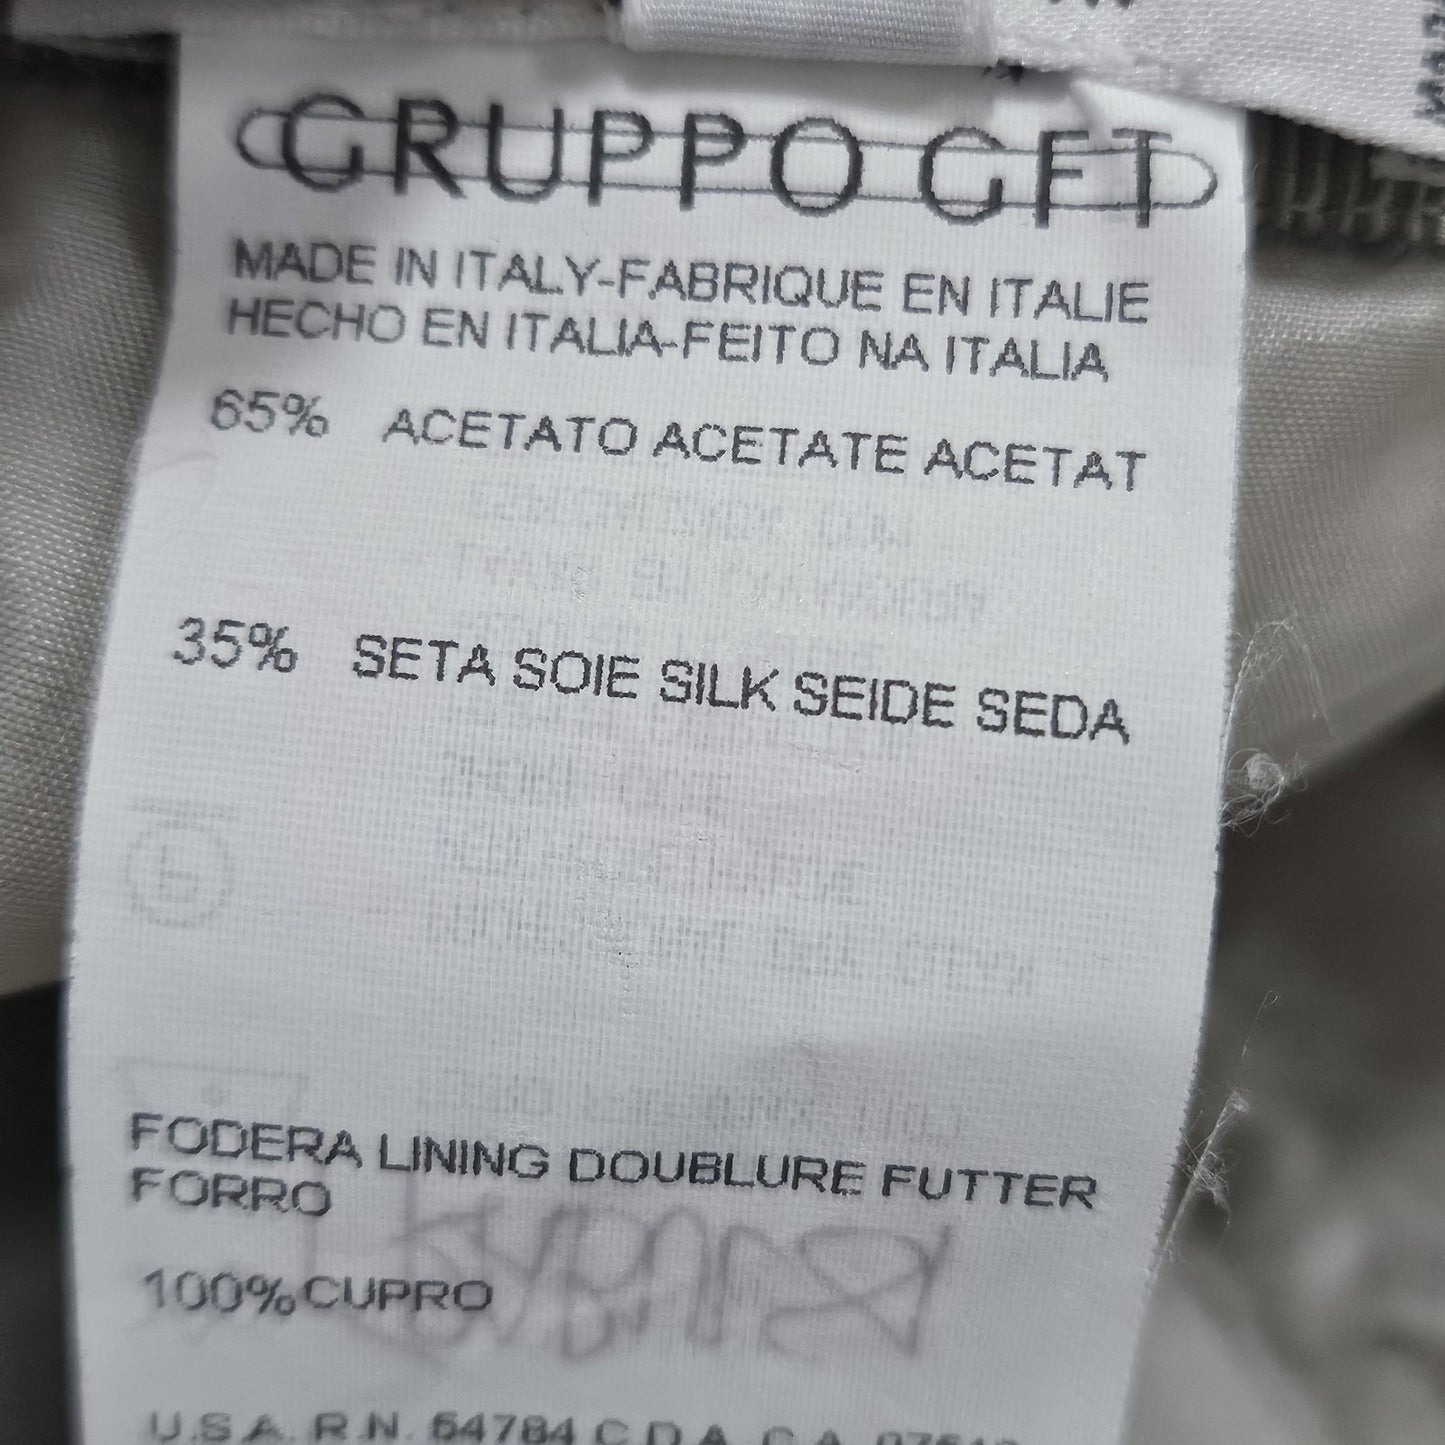 GRUPPO GFT
MADE IN ITALY-FABRIQUE EN ITALIE
HECHO EN ITALIA-FEITO NA ITALIA
65% ACETATO ACETATE ACETAT
35% SETA SOIE SILK SEIDE SEDA
FODERA LINING DOUBLURE FUTTER
FORRO
100%CUPRO
U.S.A. R.N. 54784 C.D.A. C.A.